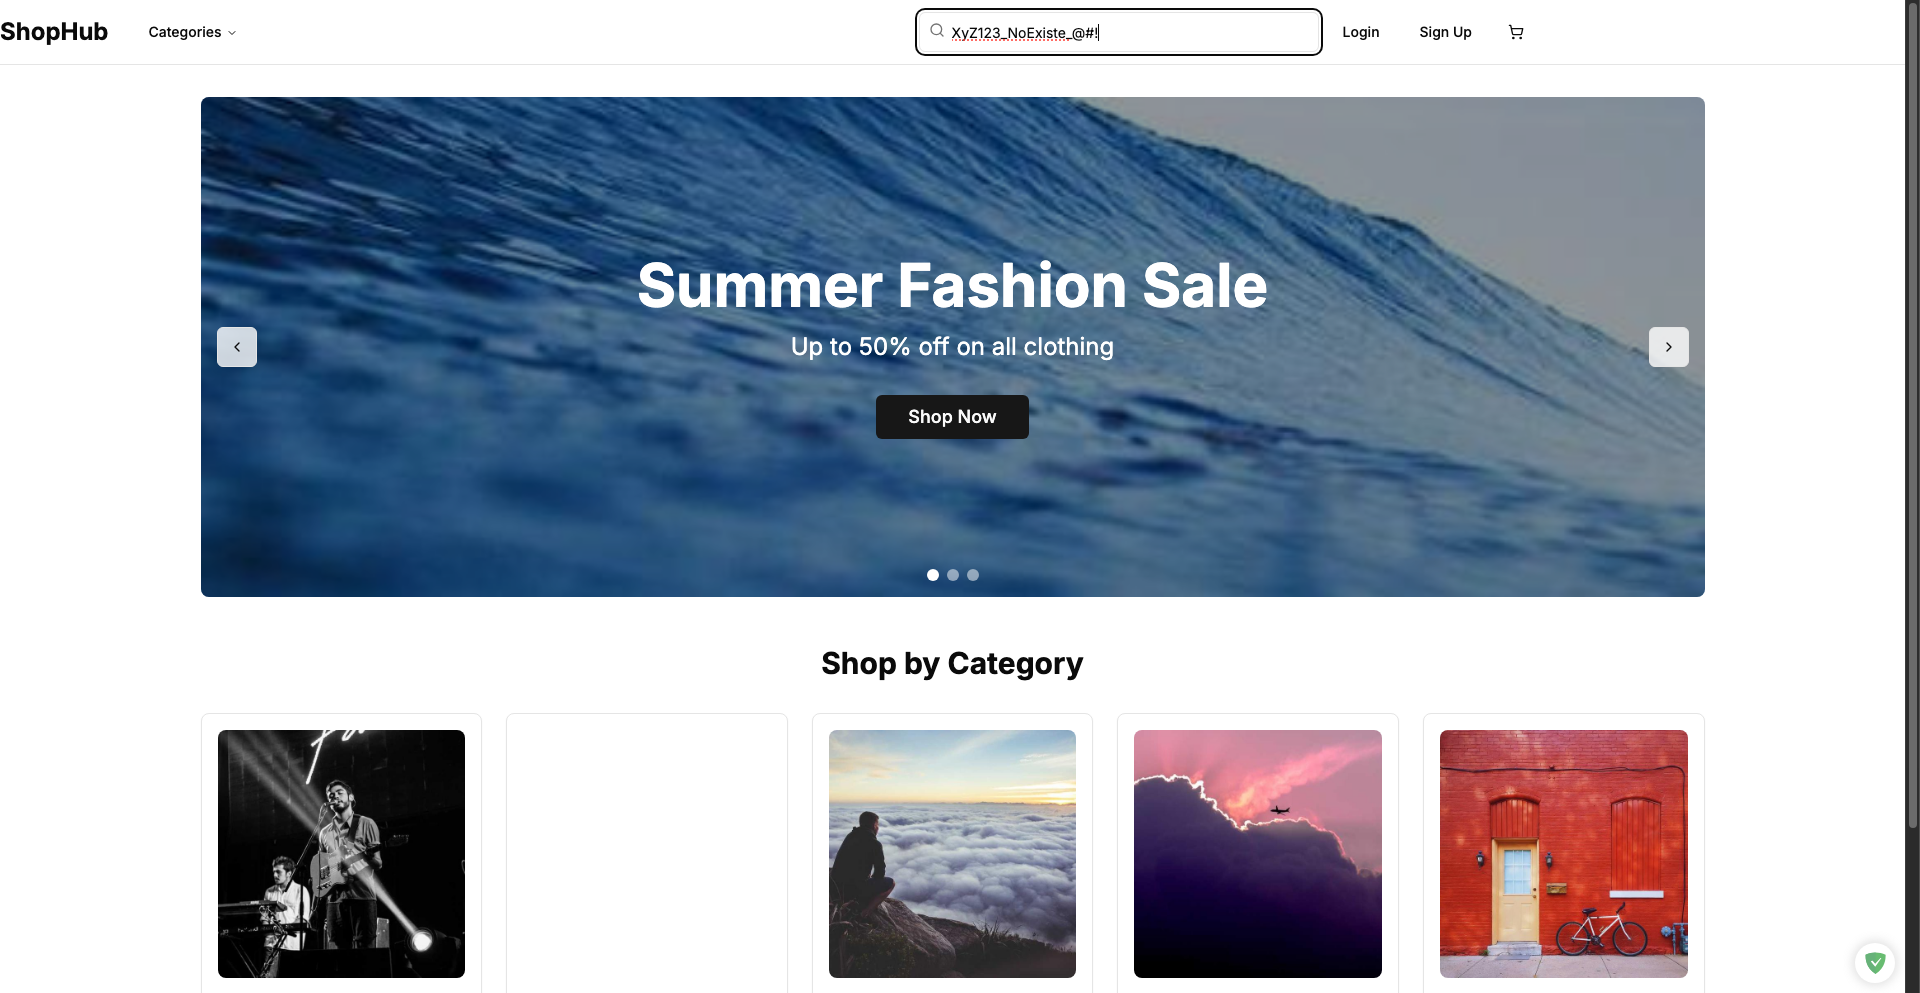 ShopHub
Categories
XyZ123_NoExiste_@#!
Login
Sign Up
Summer Fashion Sale
Up to 50% off on all clothing
Shop Now
Shop by Category